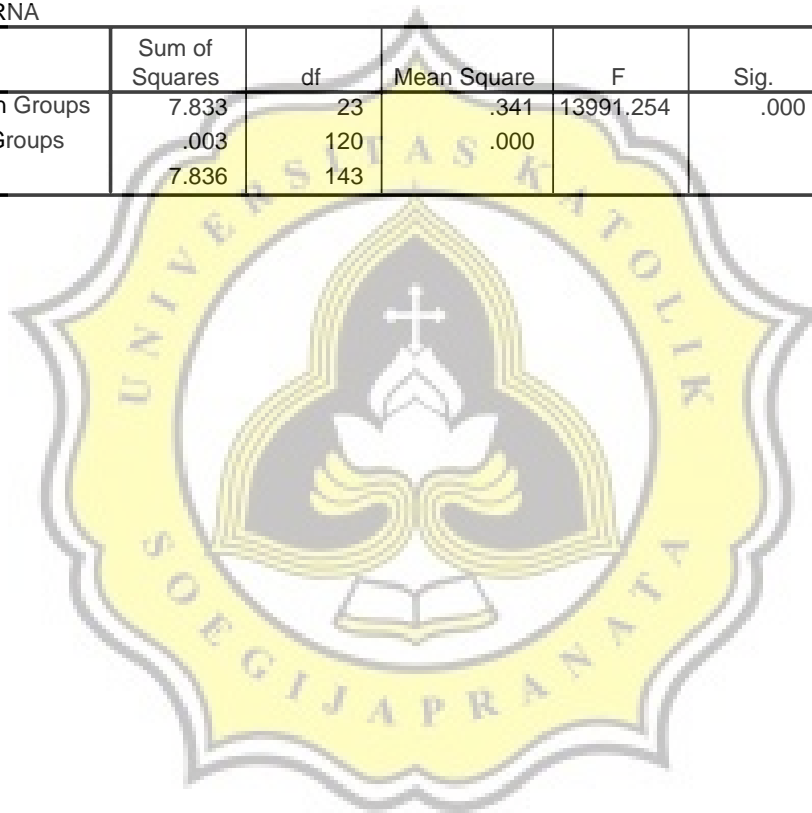 RNA
Sum of Squares df Mean Square F Sig.
n Groups 7.833 23 .341 13991.254 .000
Groups .003 120 .000
7.836 143
UNIVERSITAS KATOLIK
SOEGIJAPRANATA